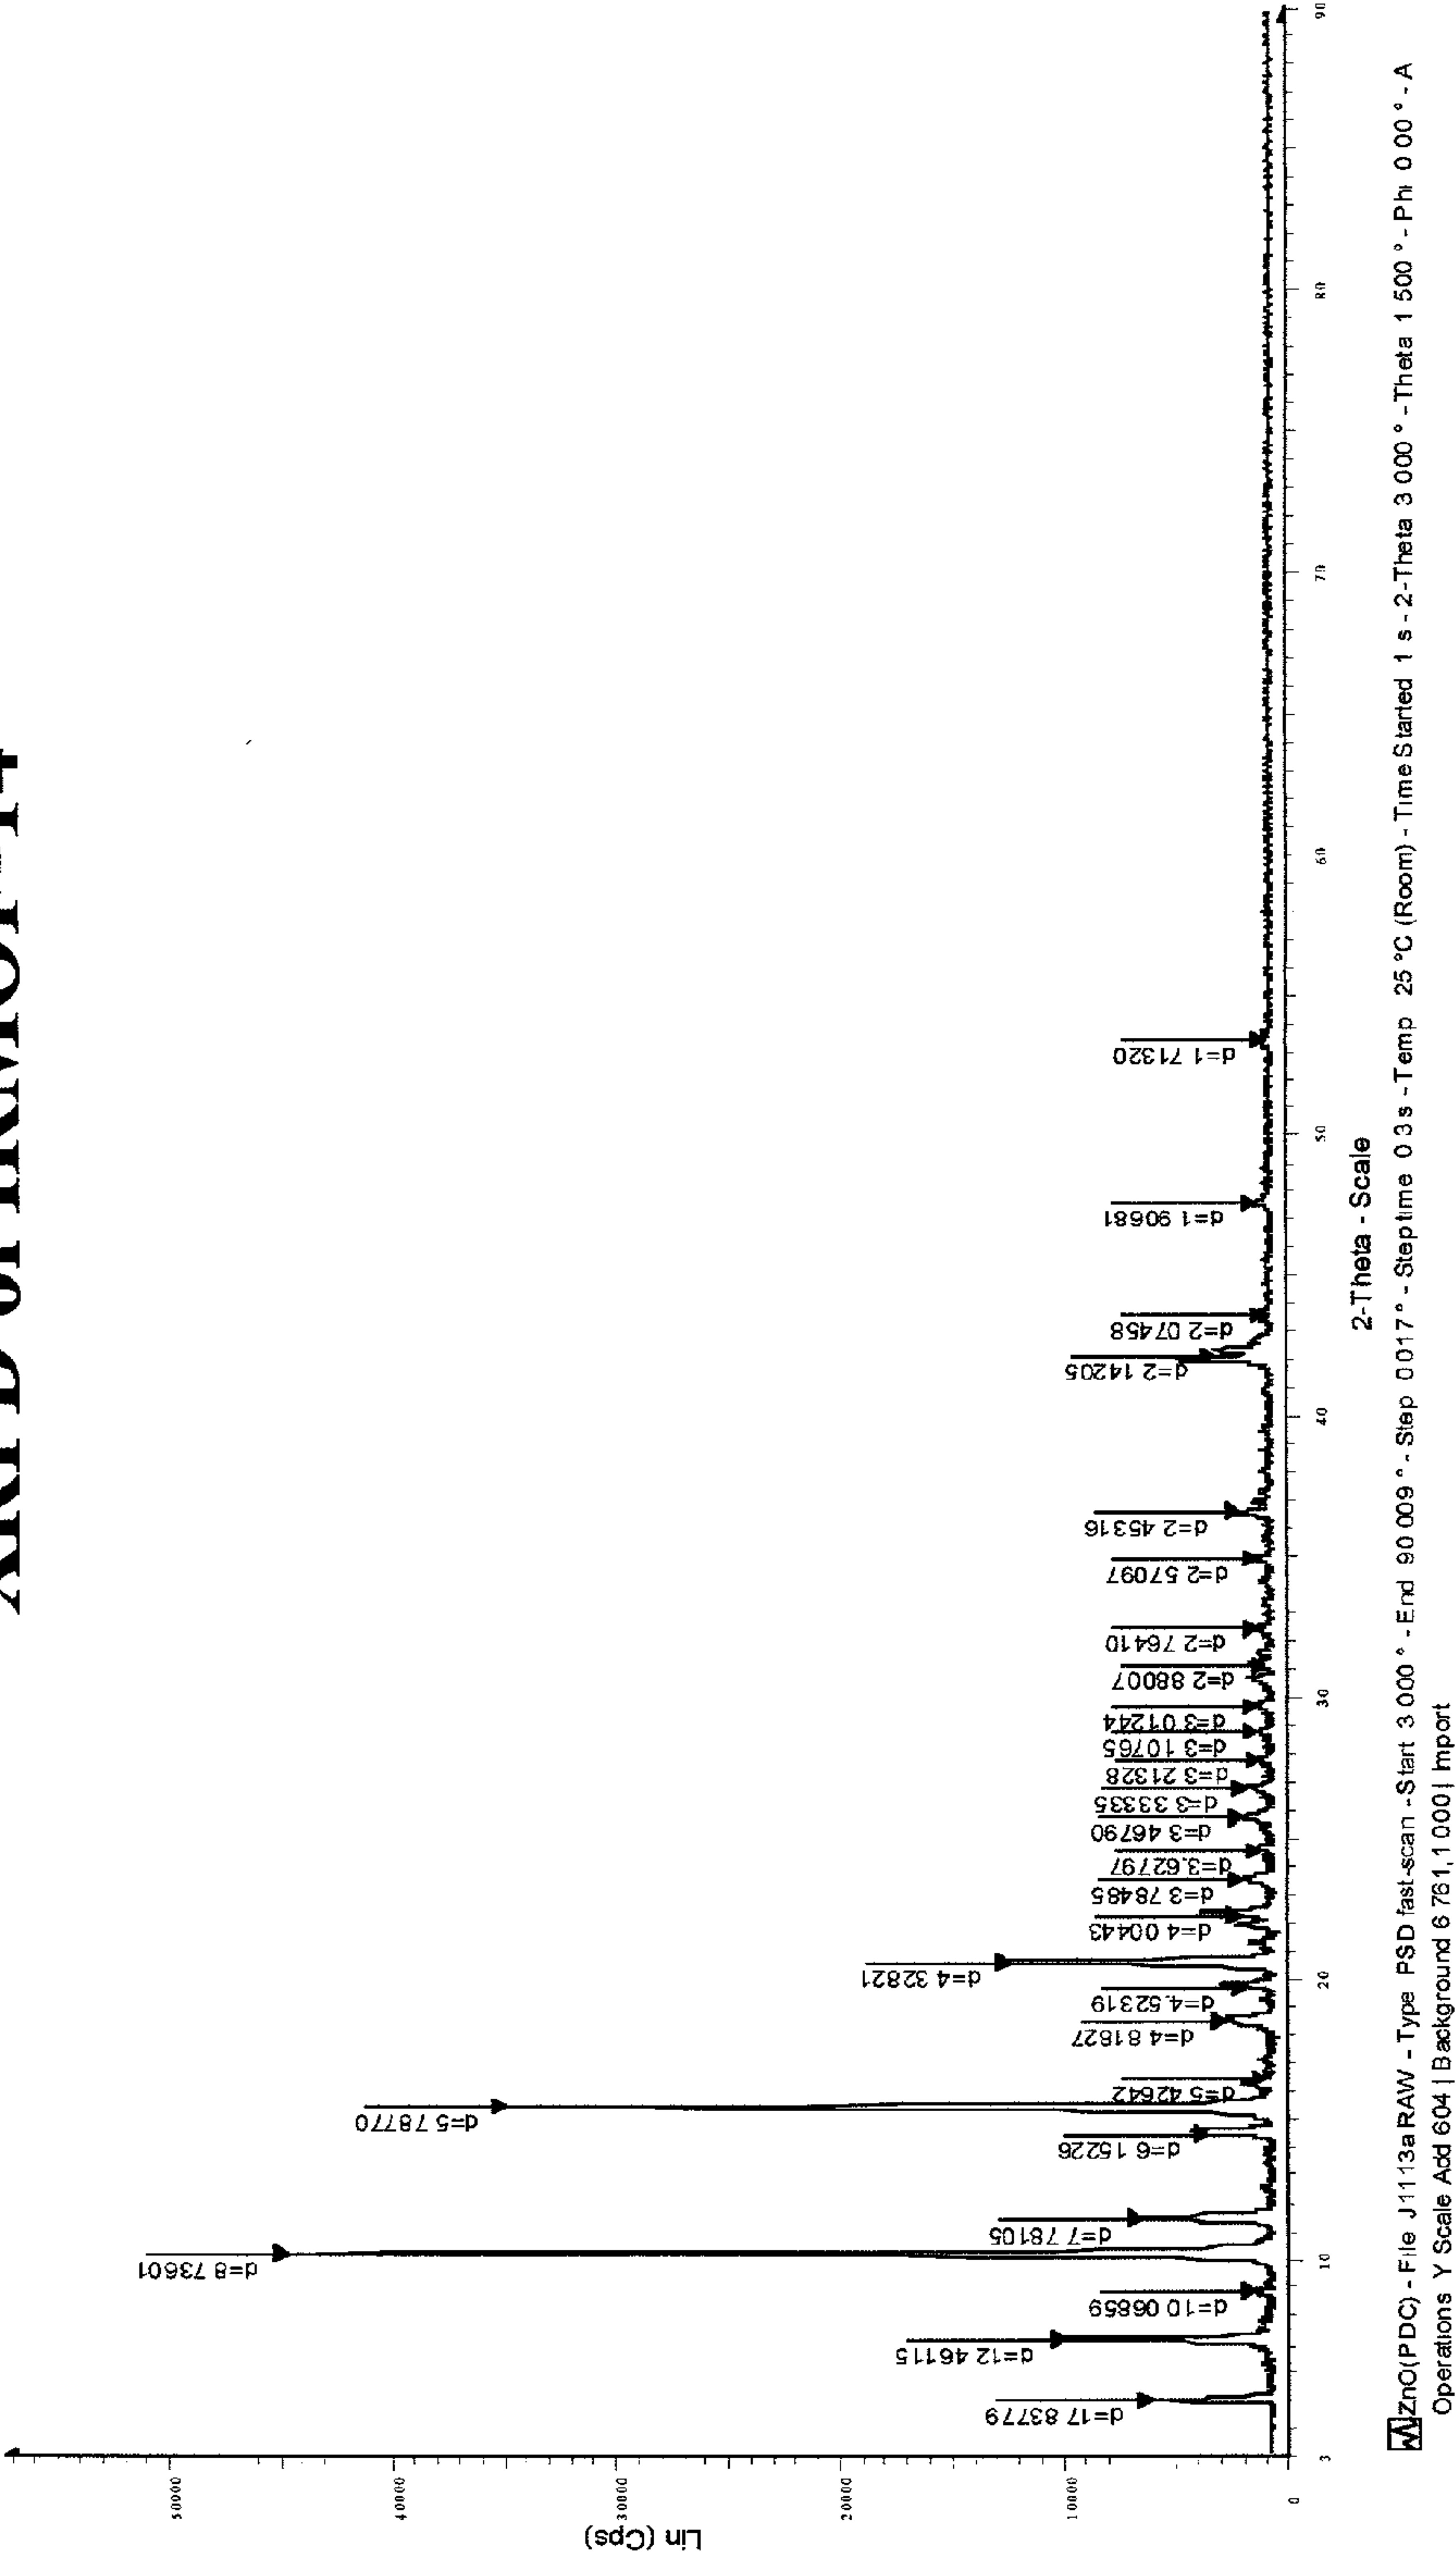 XRPD of IRMOF-14
Lin (Cps)
50000
40000
30000
20000
10000
0
d=17 83779
d=12 46115
d=10 06859
d=8 73601
d=7 78105
d=6 15226
d=5 78770
d=5 42642
d=4 81827
d=4.52319
d=4 32821
d=4 00443
d=3 78485
d=3.62797
d=3 46790
d=3 33335
d=3 21328
d=3 10765
d=3 01244
d=2 88007
d=2 76410
d=2 57097
d=2 45316
d=2 14205
d=2 07458
d=1 90681
d=1 71320
3 10 20 30 40 50 60 70 80 90
2-Theta - Scale
ZnO(PDC) - File J1113a RAW - Type PSD fast-scan - Start 3 000 ° - End 90 009 ° - Step 0 017 ° - Step time 0 3 s - Temp 25 °C (Room) - Time Started 1 s - 2-Theta 3 000 ° - Theta 1 500 ° - Phi 0 00 ° - A
Operations Y Scale Add 604 | Background 6 761,1 000 | Import